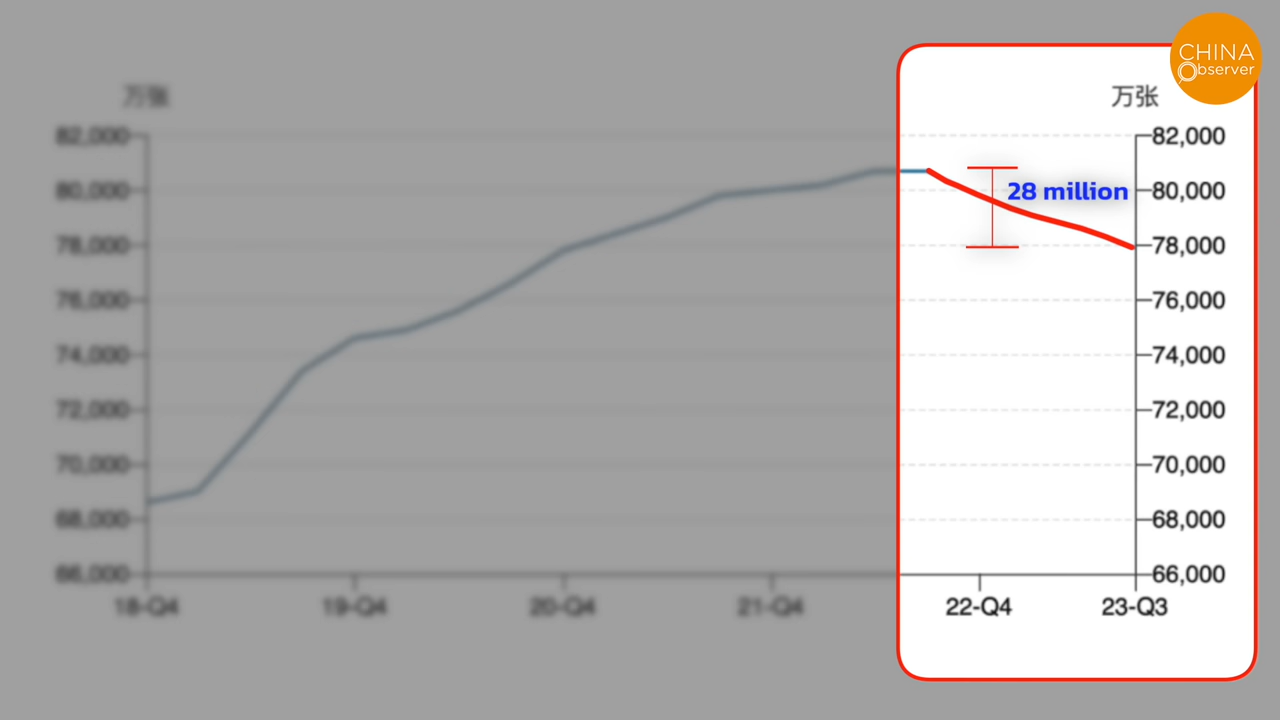 CHINA
Observer
万张
万张
82,000
82,000
80,000
28 million
80,000
78,000
78,000
76,000
76,000
74,000
74,000
72,000
72,000
70,000
70,000
68,000
68,000
66,000
66,000
18-Q4
19-Q4
20-Q4
21-Q4
22-Q4
23-Q3